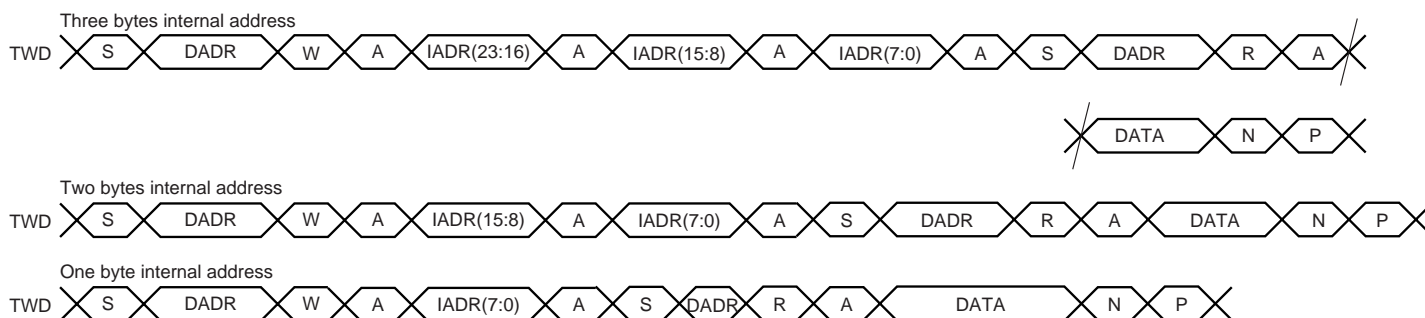 Three bytes internal address
TWD S DADR W A IADR(23:16) A IADR(15:8) A IADR(7:0) A S DADR R A
DATA N P
Two bytes internal address
TWD S DADR W A IADR(15:8) A IADR(7:0) A S DADR R A DATA N P
One byte internal address
TWD S DADR W A IADR(7:0) A S DADR R A DATA N P